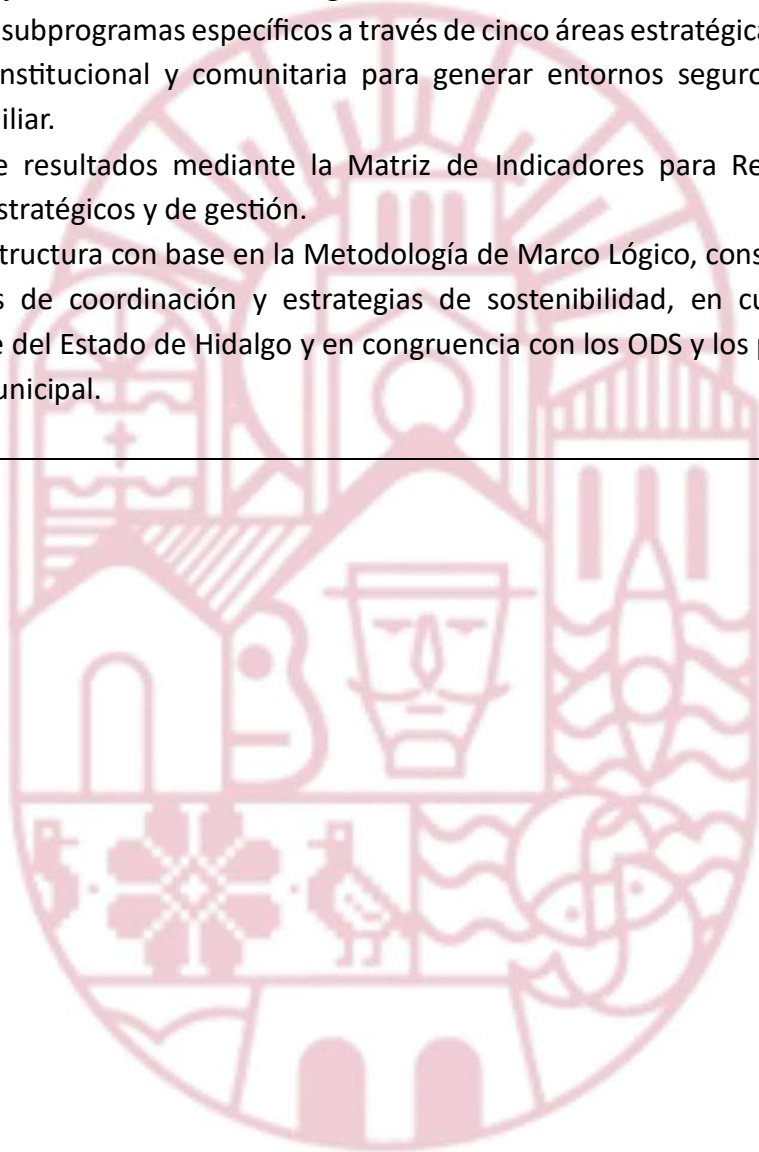 subprogramas específicos a través de cinco áreas estratégica
nstitucional y comunitaria para generar entornos seguro
iliar.
e resultados mediante la Matriz de Indicadores para Re
stratégicos y de gestión.
structura con base en la Metodología de Marco Lógico, cons
s de coordinación y estrategias de sostenibilidad, en cu
e del Estado de Hidalgo y en congruencia con los ODS y los p
unicipal.